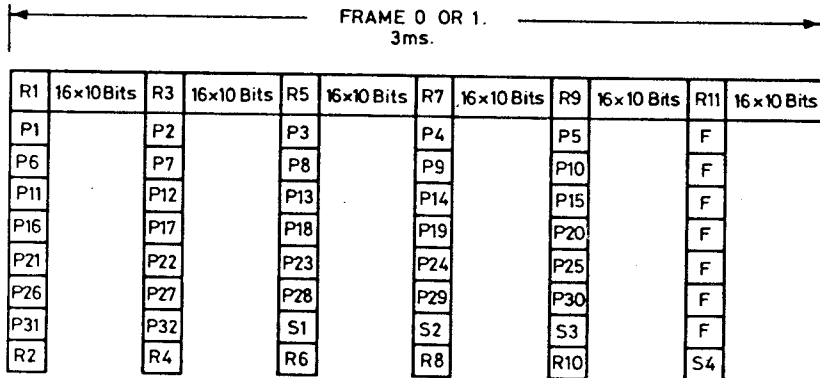 FRAME 0 OR 1.
3ms.
R1 16×10 Bits R3 16×10 Bits R5 16×10 Bits R7 16×10 Bits R9 16×10 Bits R11 16×10 Bits
P1 P2 P3 P4 P5 F
P6 P7 P8 P9 P10 F
P11 P12 P13 P14 P15 F
P16 P17 P18 P19 P20 F
P21 P22 P23 P24 P25 F
P26 P27 P28 P29 P30 F
P31 P32 S1 S2 S3 F
R2 R4 R6 R8 R10 S4